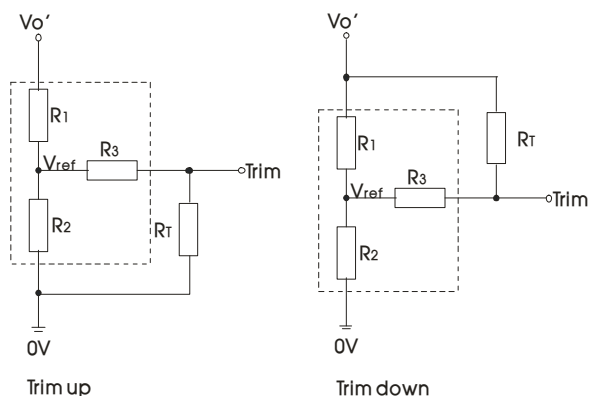 Vo'
R1
Vref
R3
Trim
R2
RT
0V
Trim up
Vo'
R1
RT
Vref
R3
Trim
R2
0V
Trim down